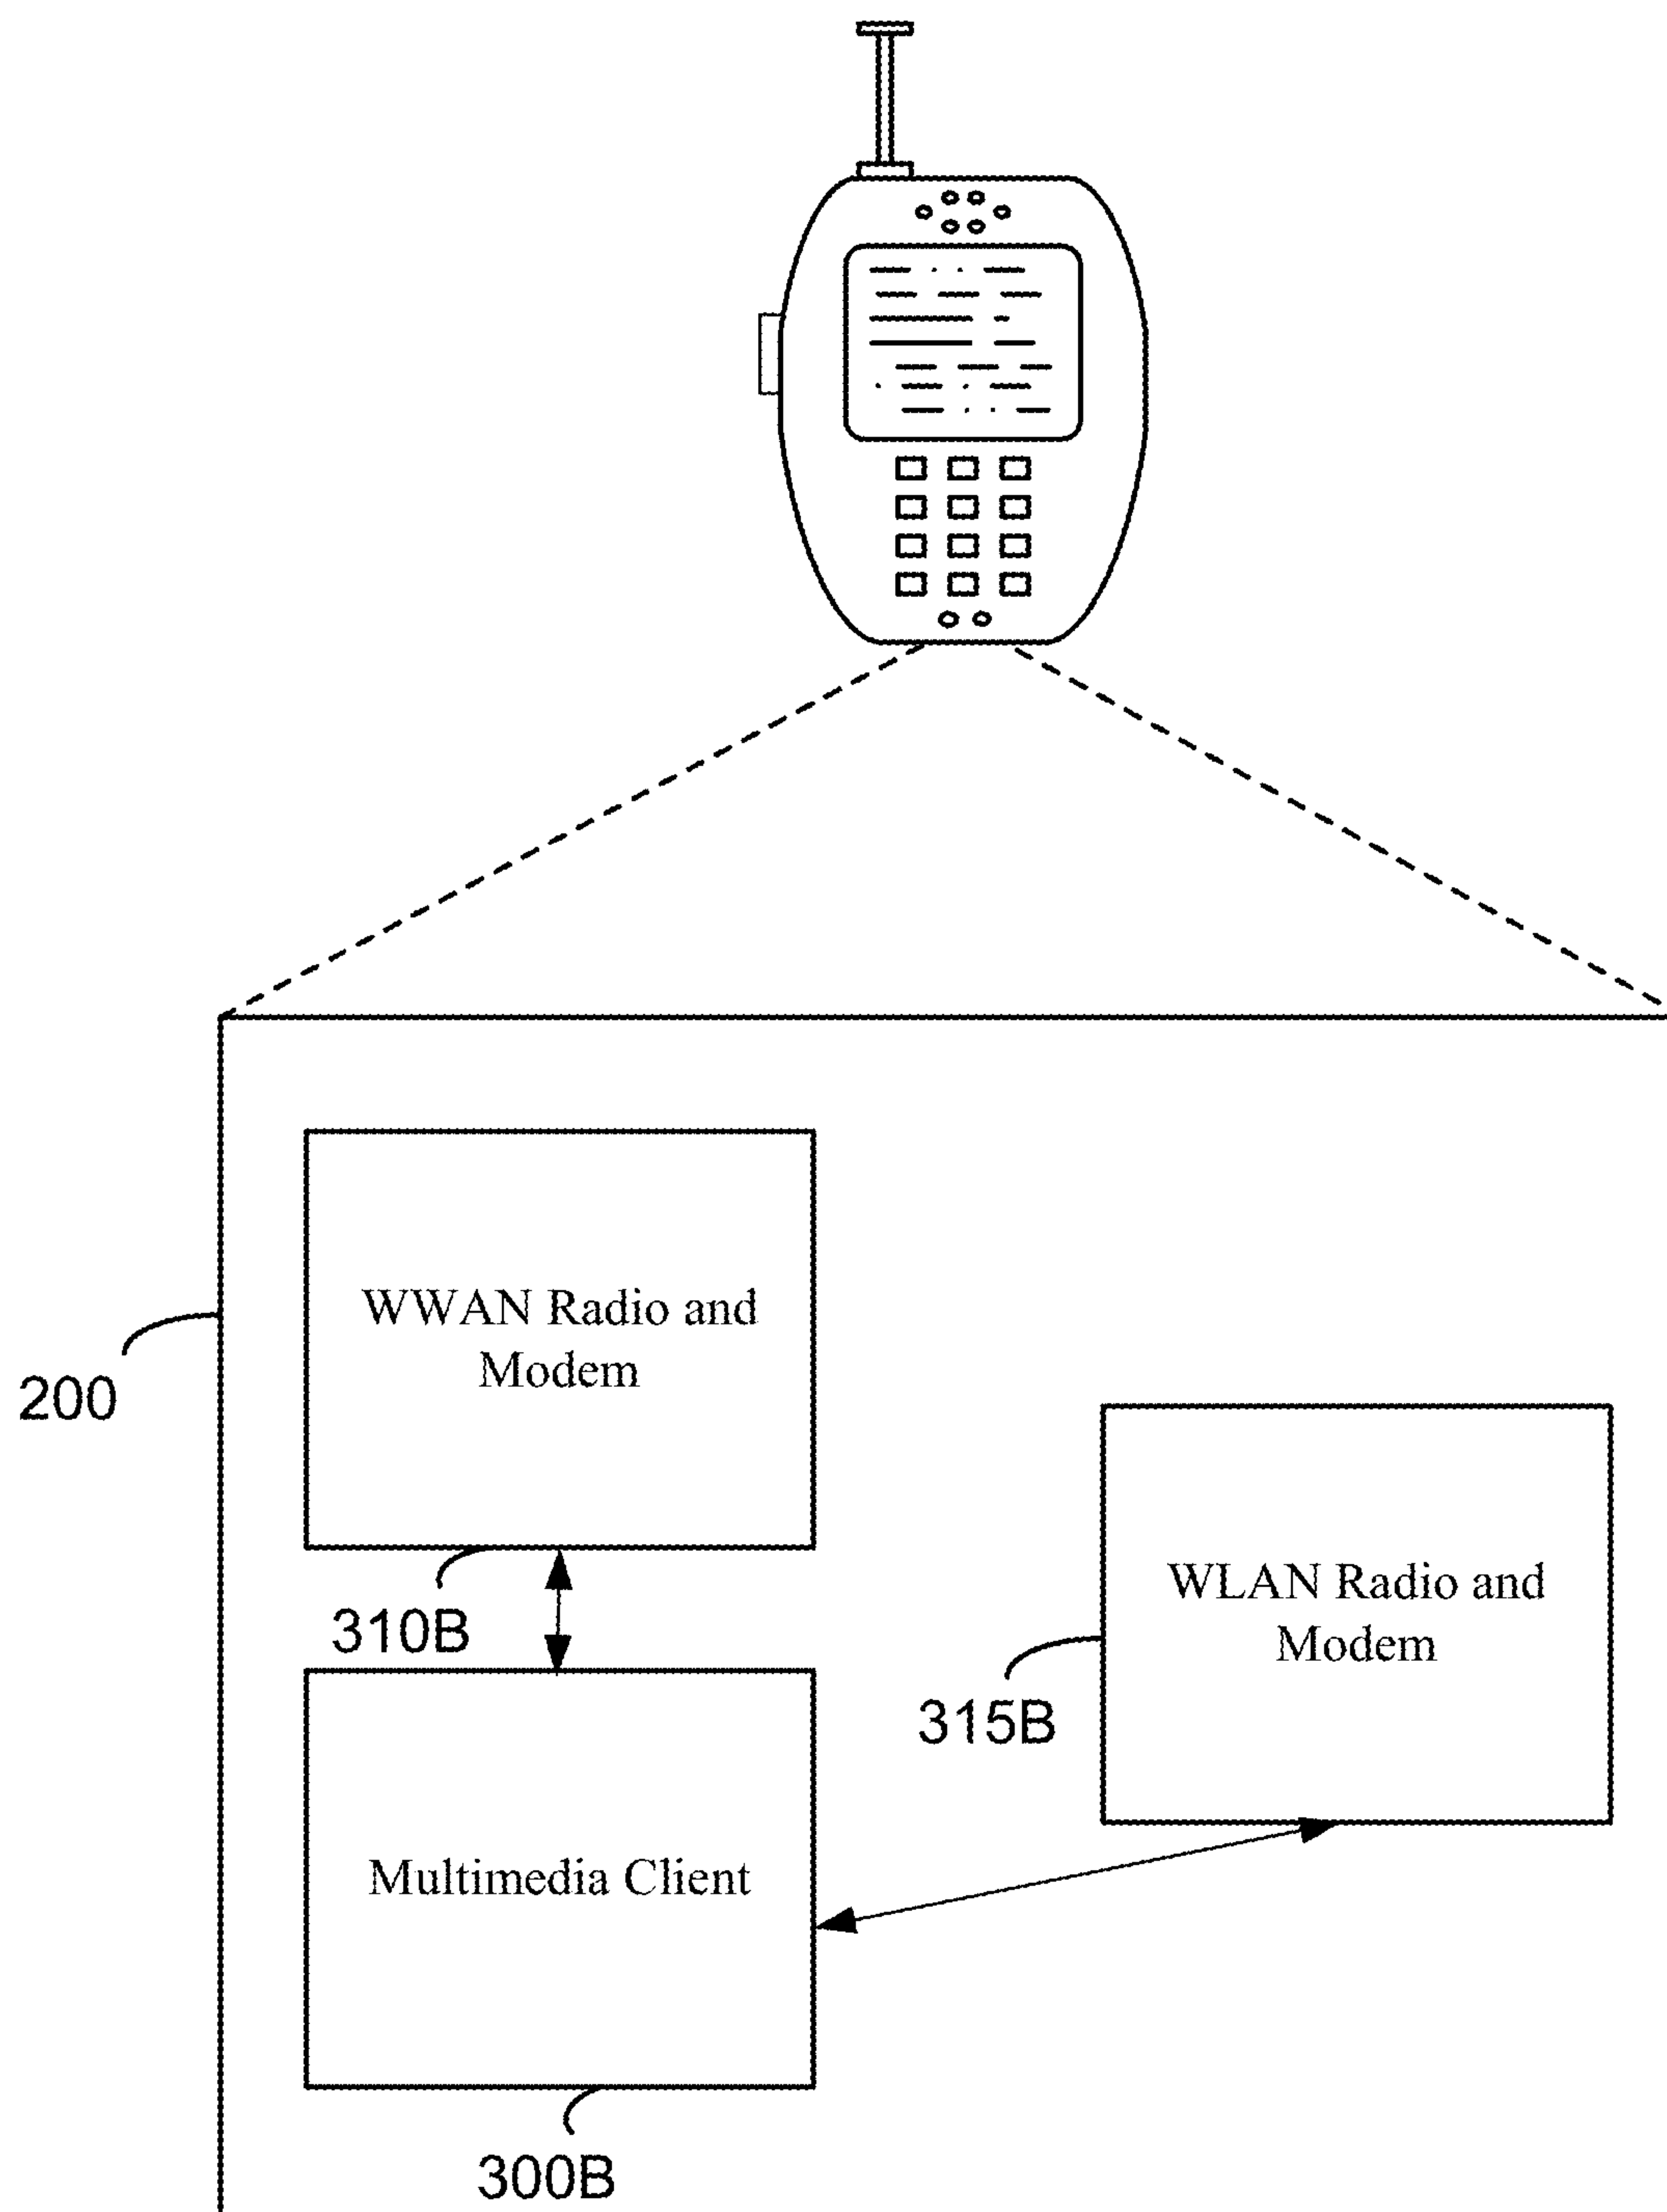 WWAN Radio and
Modem
200
310B
WLAN Radio and
Modem
315B
Multimedia Client
300B